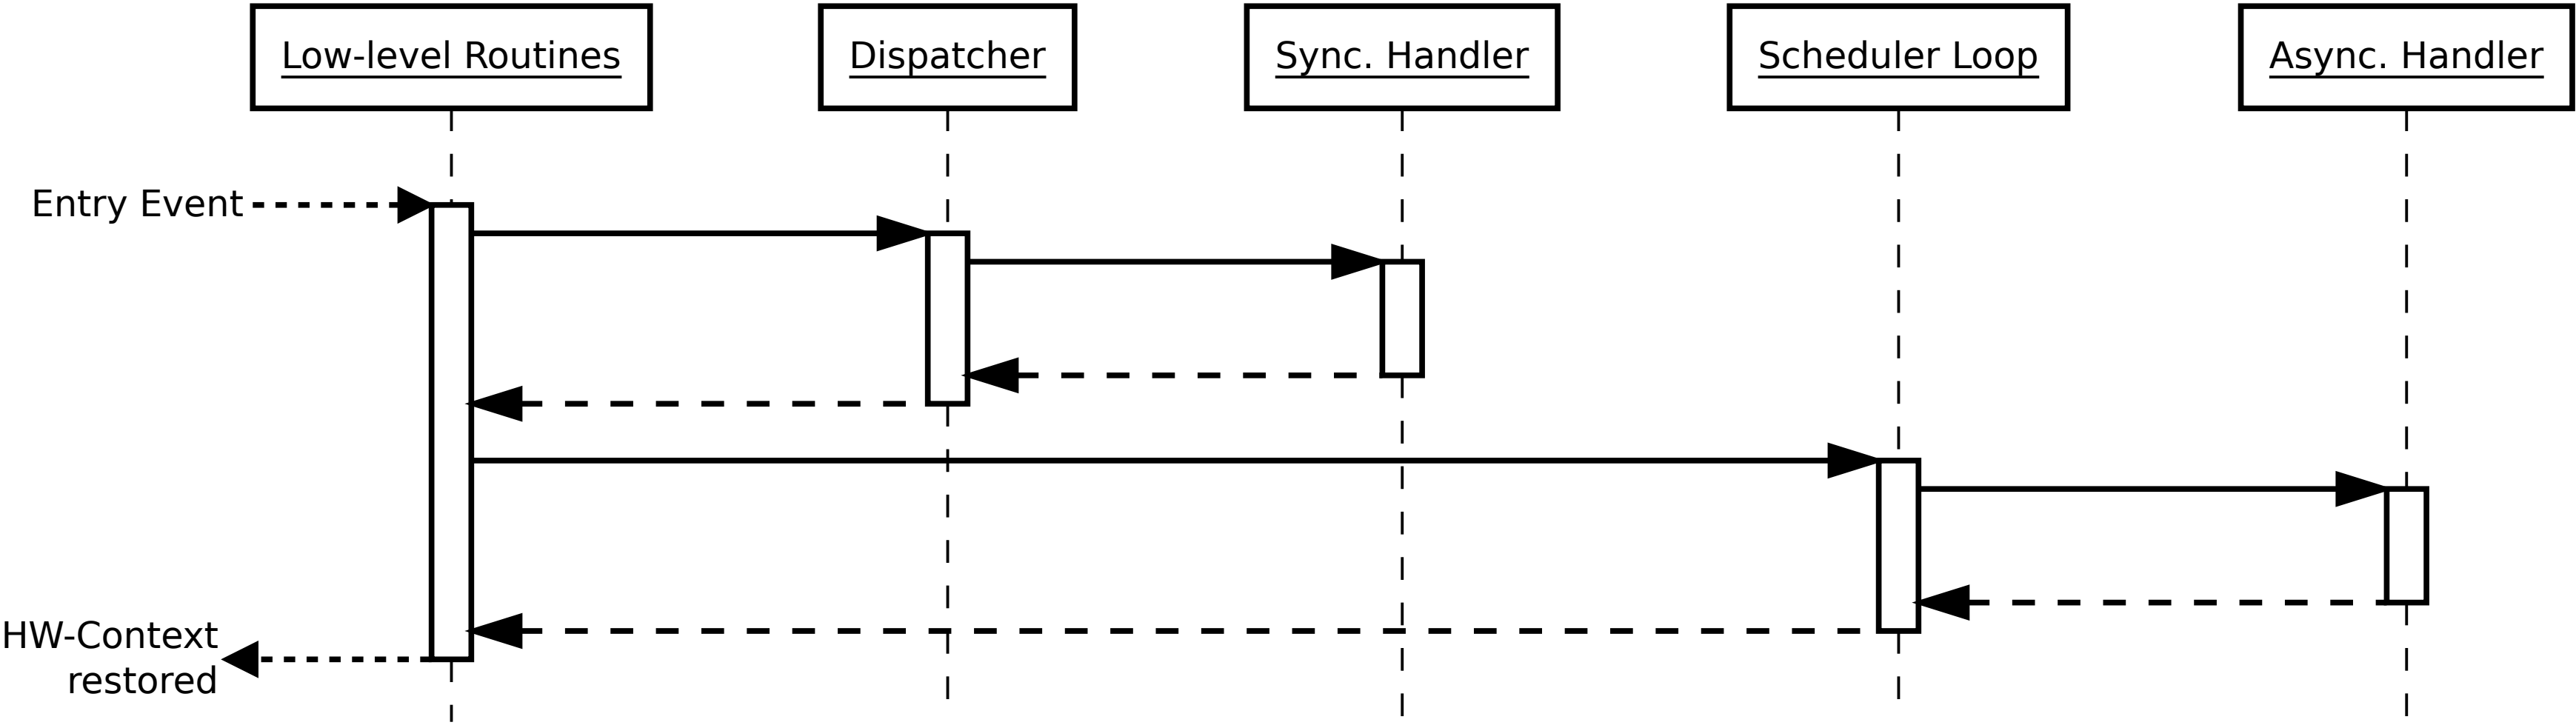 Low-level Routines
Dispatcher
Sync. Handler
Scheduler Loop
Async. Handler
Entry Event
HW-Context
restored